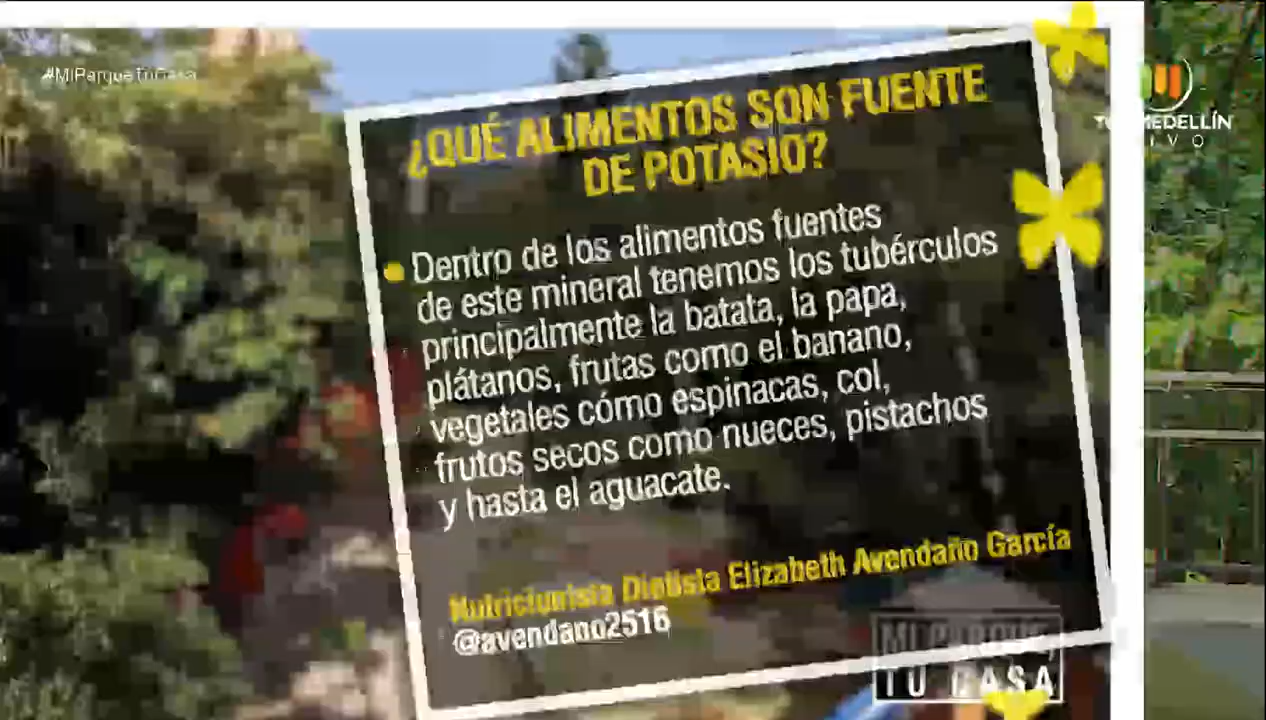 #MiParqueTuCasa
¿QUÉ ALIMENTOS SON FUENTE
DE POTASIO?
Dentro de los alimentos fuentes
de este mineral tenemos los tubérculos
principalmente la batata, la papa,
plátanos, frutas como el banano,
vegetales cómo espinacas, col,
frutos secos como nueces, pistachos
y hasta el aguacate.
Nutricionista Dietista Elizabeth Avendaño García
@avendano2516
MI PARQUE,
TU CASA
MEDELLÍN
VIVO